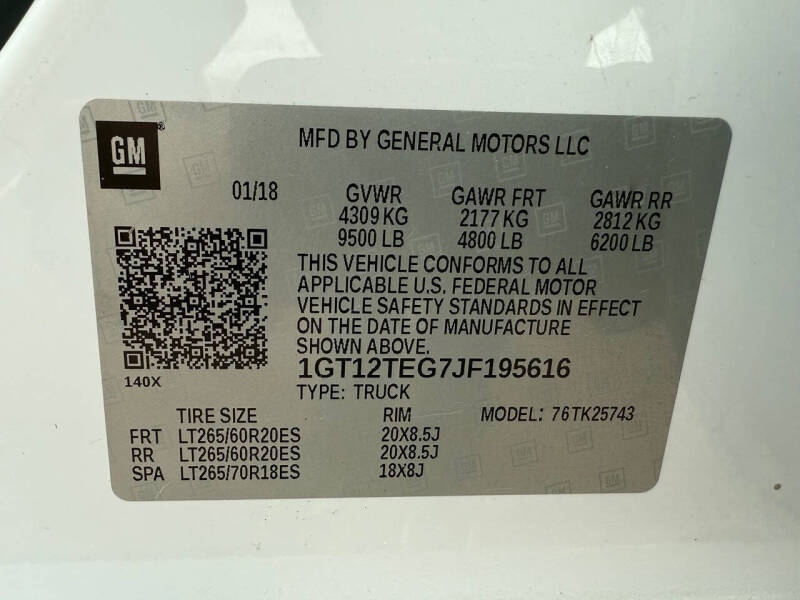 GM
MFD BY GENERAL MOTORS LLC
01/18 GVWR GAWR FRT GAWR RR
4309 KG 2177 KG 2812 KG
9500 LB 4800 LB 6200 LB
THIS VEHICLE CONFORMS TO ALL
APPLICABLE U.S. FEDERAL MOTOR
VEHICLE SAFETY STANDARDS IN EFFECT
ON THE DATE OF MANUFACTURE
SHOWN ABOVE.
1GT12TEG7JF195616
140X
TYPE: TRUCK
TIRE SIZE RIM MODEL: 76TK25743
FRT LT265/60R20ES 20X8.5J
RR LT265/60R20ES 20X8.5J
SPA LT265/70R18ES 18X8J